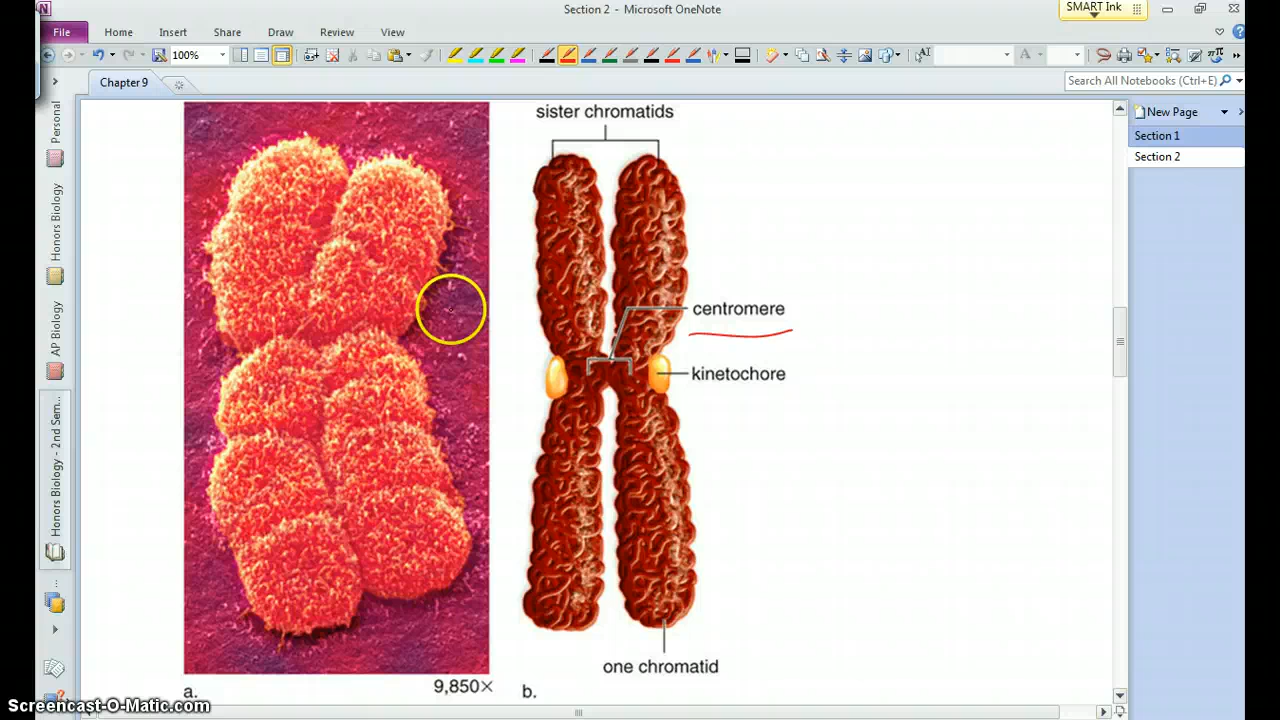 Section 2 - Microsoft OneNote
SMART Ink
File Home Insert Share Draw Review View
100%
Chapter 9
Search All Notebooks (Ctrl+E)
New Page
Section 1
Section 2
Personal
Honors Biology
AP Biology
Honors Biology - 2nd Sem...
sister chromatids
centromere
kinetochore
one chromatid
a.
9,850×
b.
Screencast-O-Matic.com